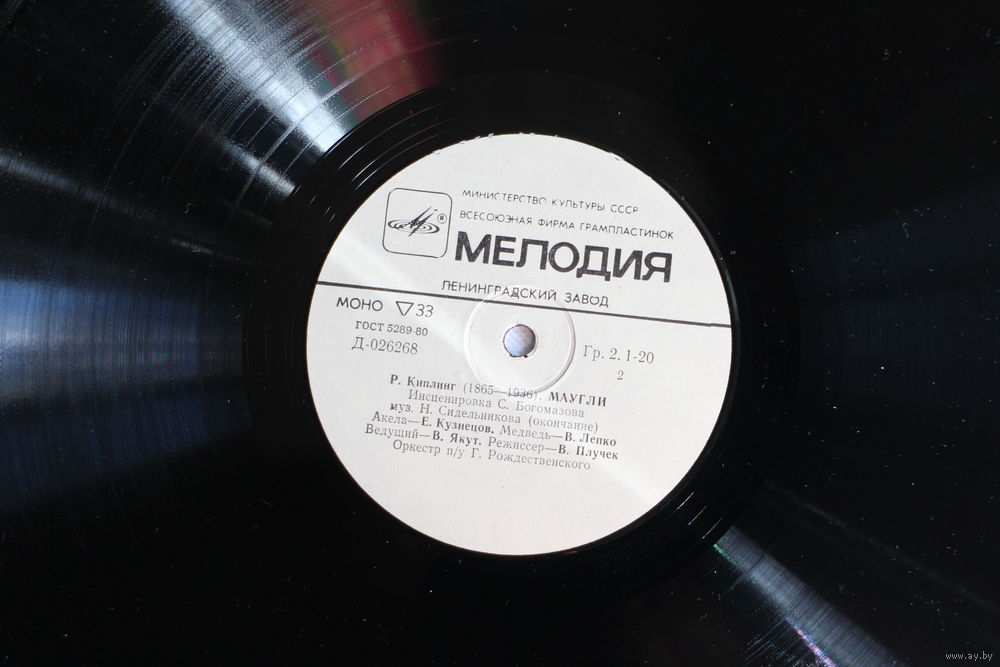 МИНИСТЕРСТВО КУЛЬТУРЫ СССР
ВСЕСОЮЗНАЯ ФИРМА ГРАМПЛАСТИНОК
®
МЕЛОДИЯ
ЛЕНИНГРАДСКИЙ ЗАВОД
МОНО ▽33
ГОСТ 5289-80
Д-026268
Гр. 2. 1-20
2
Р. Киплинг (1865—1936). МАУГЛИ
Инсценировка С. Богомазова
муз. Н. Сидельникова (окончание)
Акела—Е. Кузнецов, Медведь—В. Лепко
Ведущий—В. Якут. Режиссер—В. Плучек
Оркестр п/у Г. Рождественского
www.ay.by